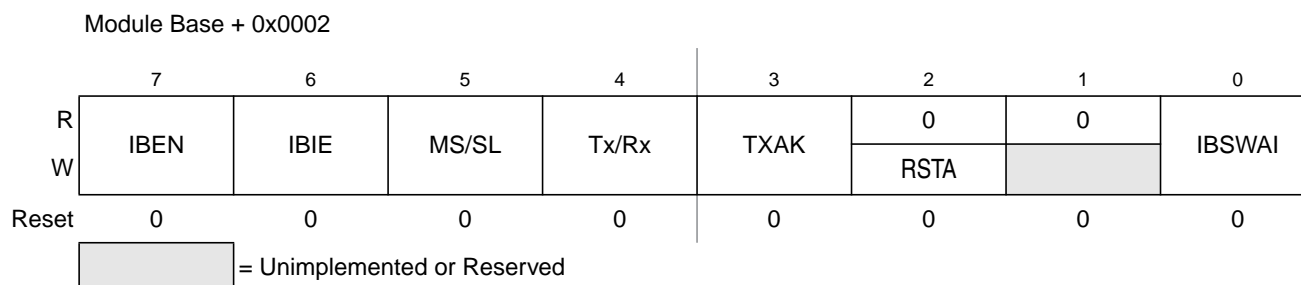 Module Base + 0x0002
7 6 5 4 3 2 1 0
R 0 0
IBEN IBIE MS/SL Tx/Rx TXAK IBSWAI
W RSTA
Reset 0 0 0 0 0 0 0 0
= Unimplemented or Reserved